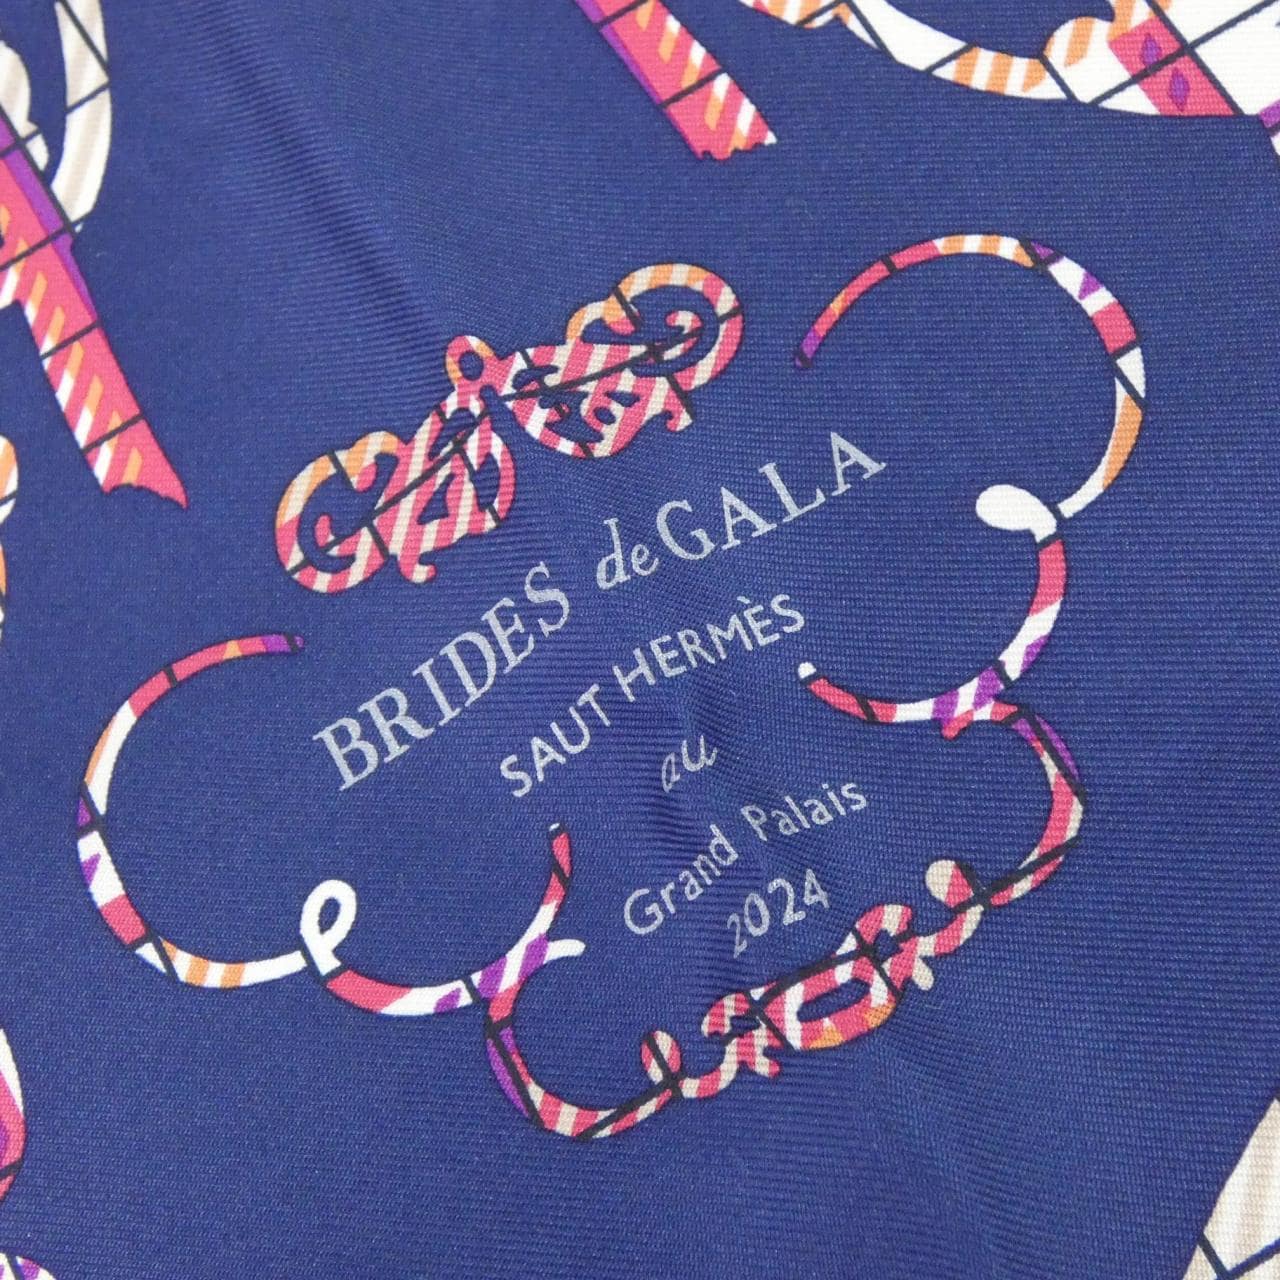 BRIDES de GALA
SAUT HERMÈS
au
Grand Palais
2024